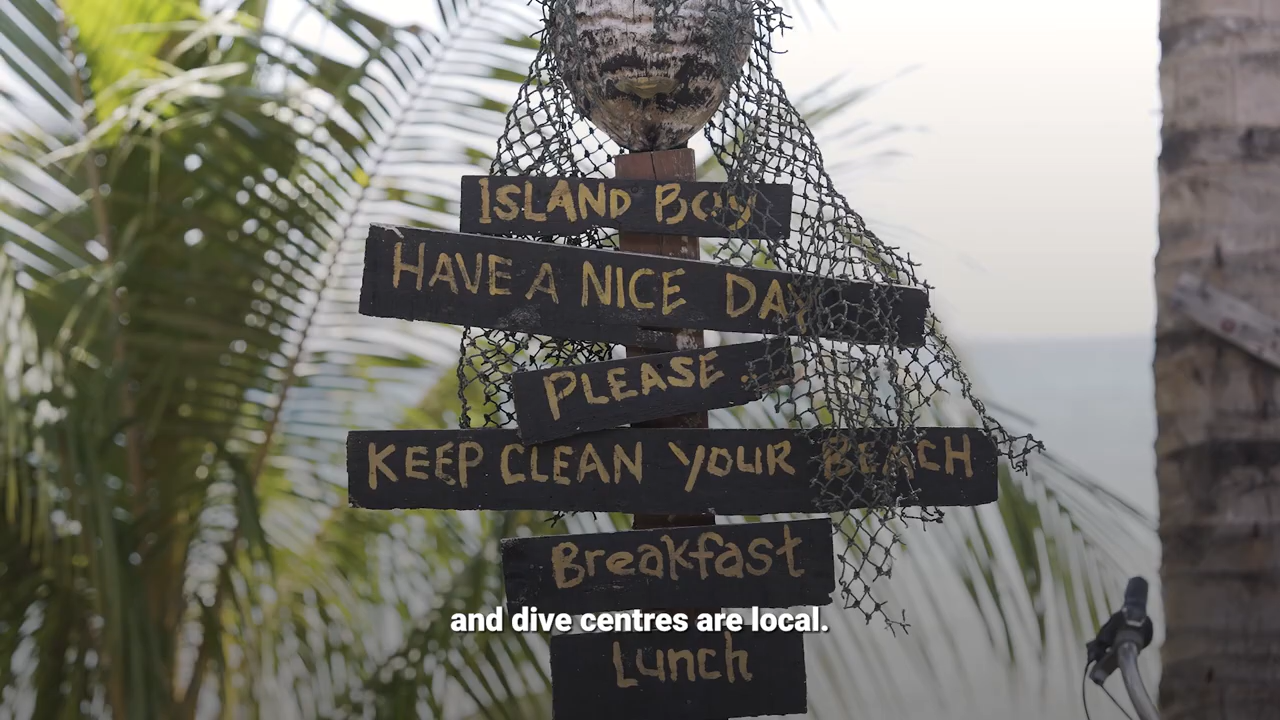 ISLAND BOY
HAVE A NICE DAY
PLEASE :
KEEP CLEAN YOUR BEACH
Breakfast
and dive centres are local.
Lunch